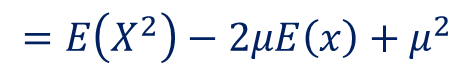 = E(X²) − 2μE(x) + μ²